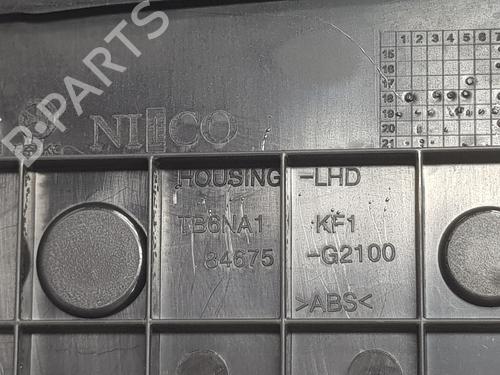 1 2 3 4 5 6 7
15
16
17
18
19
20
21
B-PARTS
NIFCO
HOUSING -LHD
TB6NA1 KF1
84675 -G2100
>ABS<